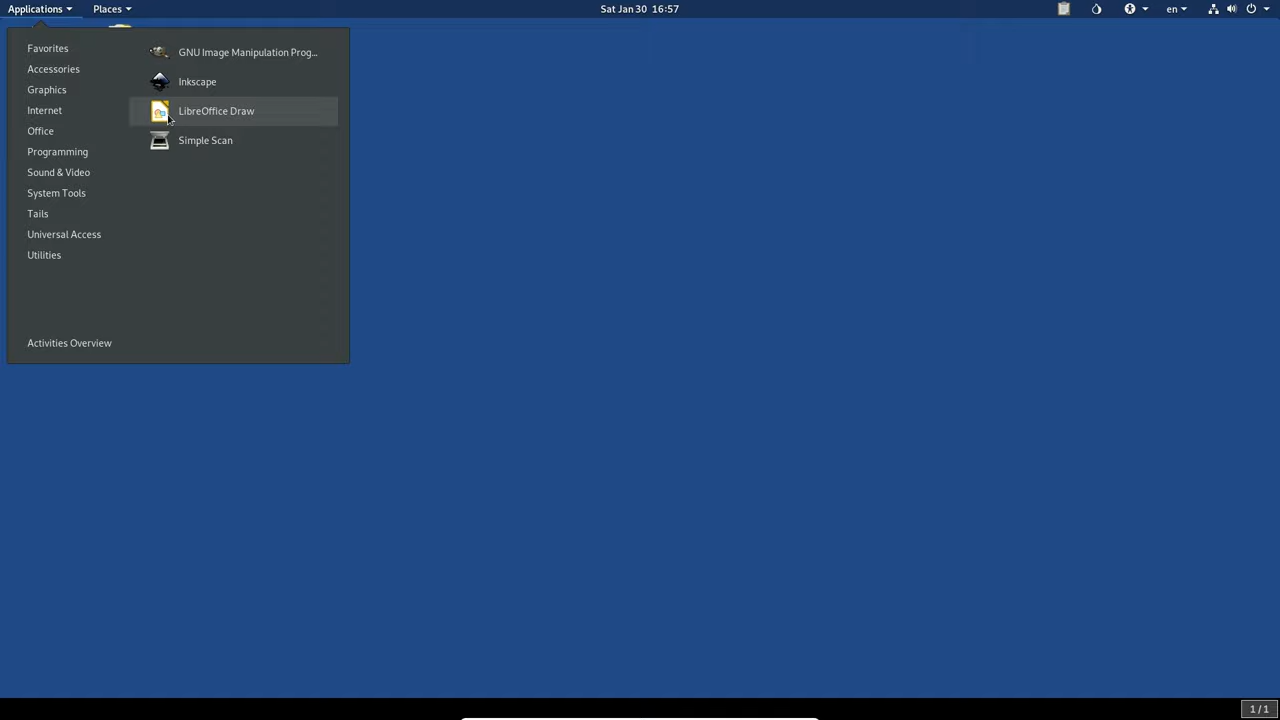 Applications Places Sat Jan 30 16:57 en
Favorites
Accessories
Graphics
Internet
Office
Programming
Sound & Video
System Tools
Tails
Universal Access
Utilities
Activities Overview
GNU Image Manipulation Prog...
Inkscape
LibreOffice Draw
Simple Scan
1 / 1